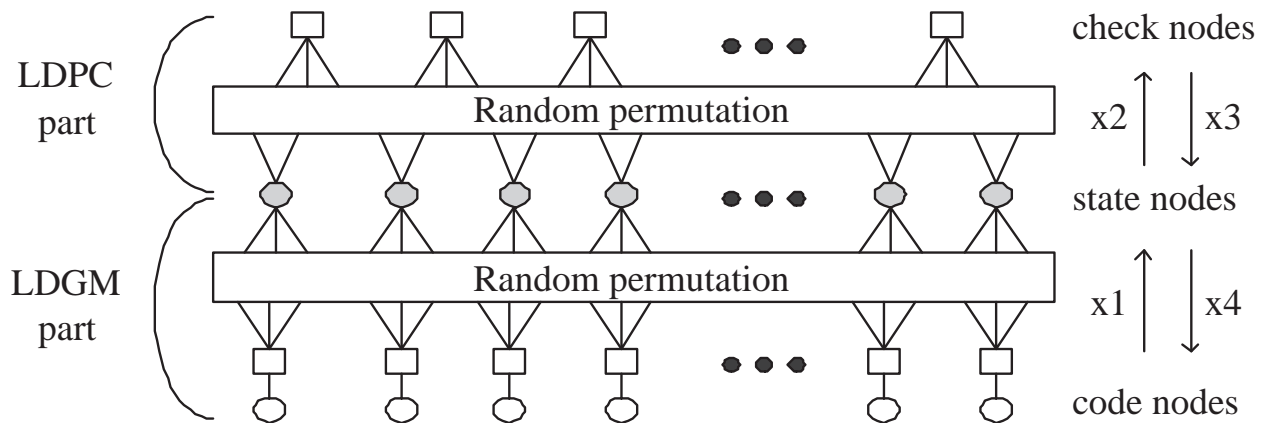 check nodes
LDPC
part
Random permutation
x2
x3
state nodes
LDGM
part
Random permutation
x1
x4
code nodes